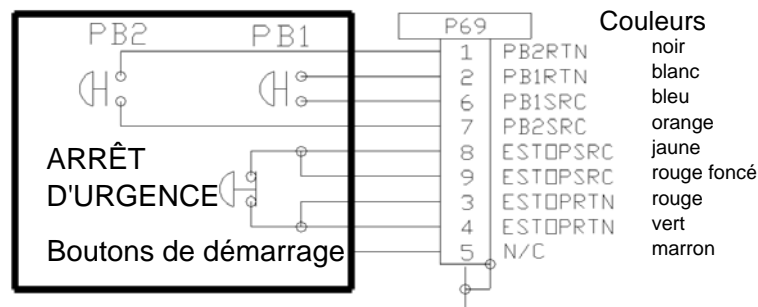 P69 Couleurs
PB2 PB1
1 PB2RTN noir
2 PB1RTN blanc
6 PB1SRC bleu
7 PB2SRC orange
8 ESTOPSRC jaune
9 ESTOPSRC rouge foncé
3 ESTOPRTN rouge
4 ESTOPRTN vert
5 N/C marron
ARRÊT
D'URGENCE
Boutons de démarrage